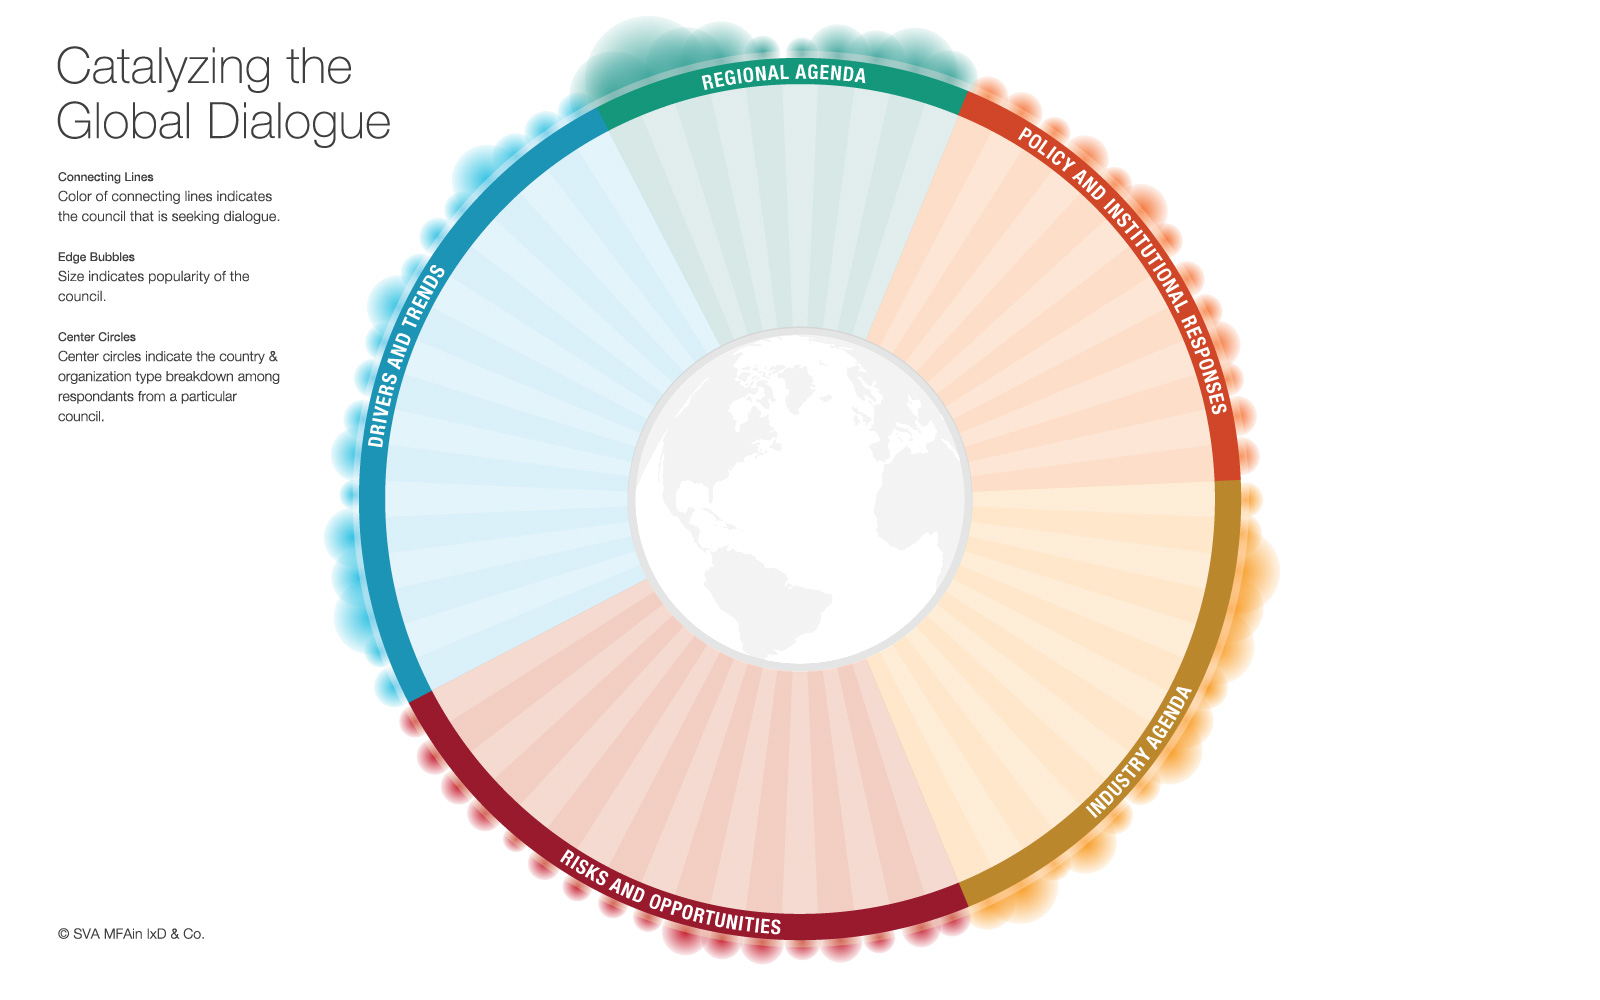 Catalyzing the
Global Dialogue
Connecting Lines
Color of connecting lines indicates
the council that is seeking dialogue.
Edge Bubbles
Size indicates popularity of the
council.
Center Circles
Center circles indicate the country &
organization type breakdown among
respondants from a particular
council.
REGIONAL AGENDA
POLICY AND INSTITUTIONAL RESPONSES
DRIVERS AND TRENDS
INDUSTRY AGENDA
RISKS AND OPPORTUNITIES
© SVA MFAin IxD & Co.